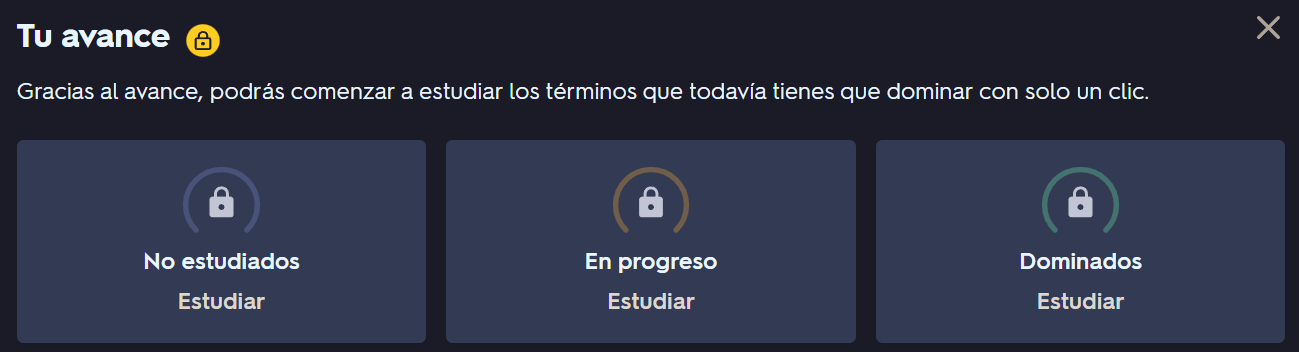 Tu avance
Gracias al avance, podrás comenzar a estudiar los términos que todavía tienes que dominar con solo un clic.
No estudiados
Estudiar
En progreso
Estudiar
Dominados
Estudiar